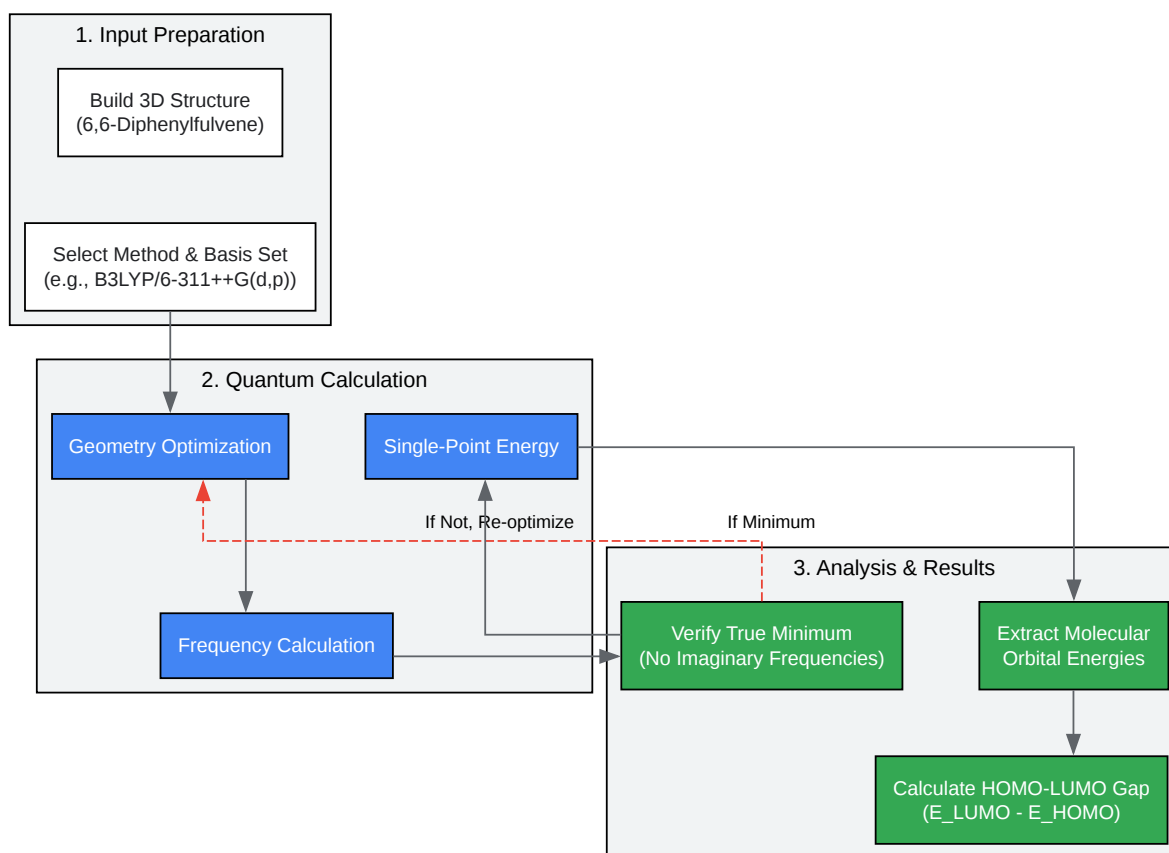 1. Input Preparation
Build 3D Structure
(6,6-Diphenylfulvene)
Select Method & Basis Set
(e.g., B3LYP/6-311++G(d,p))
2. Quantum Calculation
Geometry Optimization
Single-Point Energy
If Not, Re-optimize
If Minimum
Frequency Calculation
3. Analysis & Results
Verify True Minimum
(No Imaginary Frequencies)
Extract Molecular
Orbital Energies
Calculate HOMO-LUMO Gap
(E_LUMO - E_HOMO)